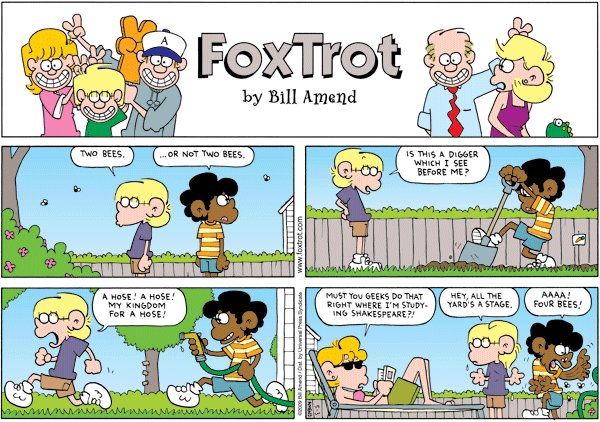 FOXTROT
by Bill Amend
TWO BEES.
...OR NOT TWO BEES.
IS THIS A DIGGER
WHICH I SEE
BEFORE ME?
www.foxtrot.com
A HOSE! A HOSE!
MY KINGDOM
FOR A HOSE!
©2009 Bill Amend / Dist. by Universal Press Syndicate
MUST YOU GEEKS DO THAT
RIGHT WHERE I'M STUDY-
ING SHAKESPEARE?!
HEY, ALL THE
YARD'S A STAGE.
AAAA!
FOUR BEES!
A